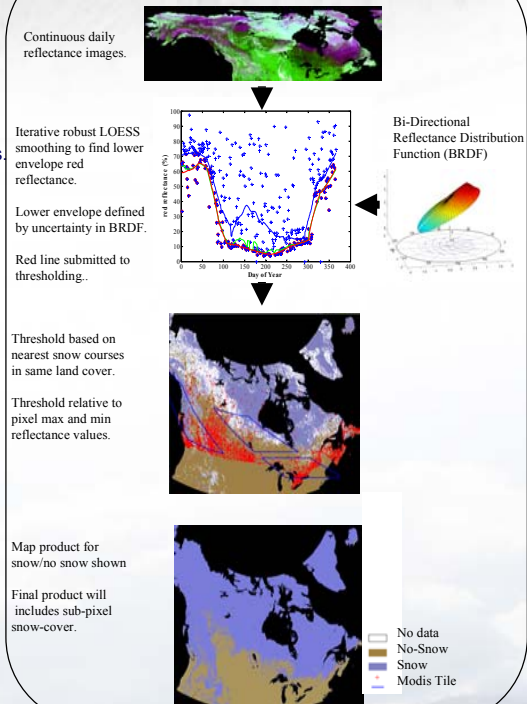 Continuous daily
reflectance images.
s.
Iterative robust LOESS
smoothing to find lower
envelope red
reflectance.
Lower envelope defined
by uncertainty in BRDF.
Red line submitted to
thresholding..
100
90
80
70
60
50
40
30
20
10
0
red reflectance (%)
0 50 100 150 200 250 300 350 400
Day of Year
Bi-Directional
Reflectance Distribution
Function (BRDF)
Threshold based on
nearest snow courses
in same land cover.
Threshold relative to
pixel max and min
reflectance values.
Map product for
snow/no snow shown
Final product will
includes sub-pixel
snow-cover.
No data
No-Snow
Snow
Modis Tile